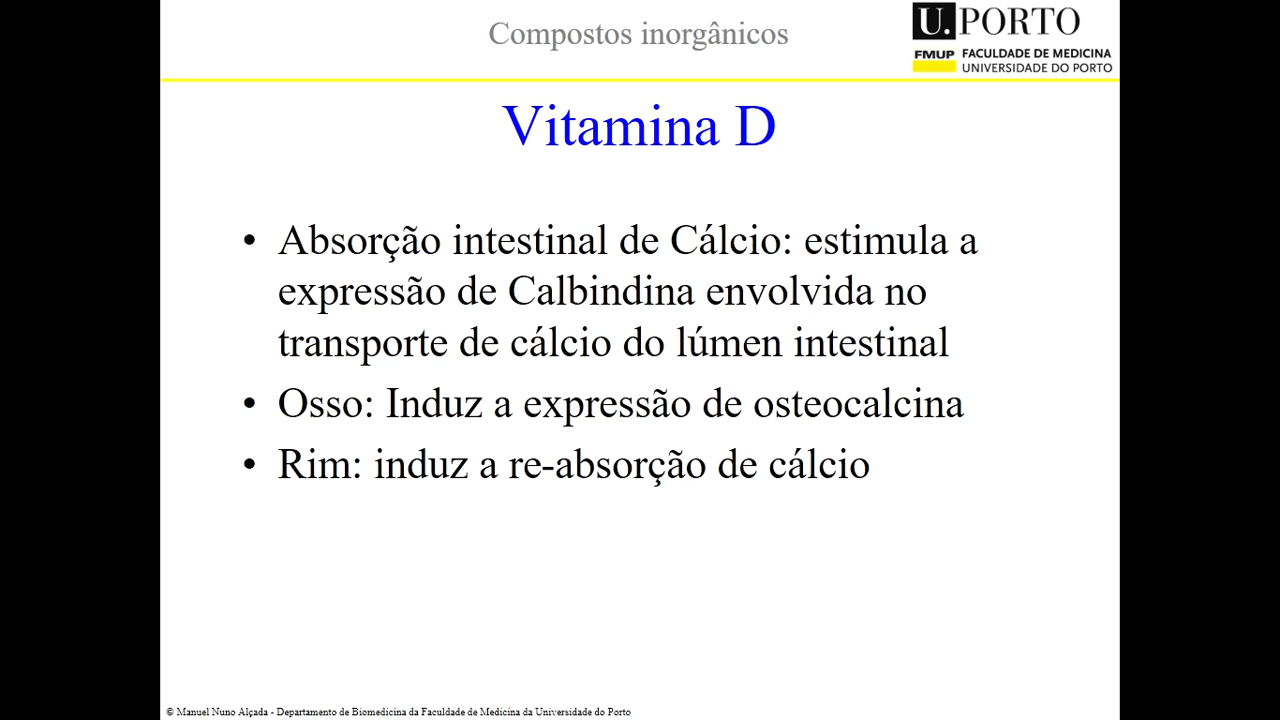 Compostos inorgânicos
U. PORTO
FMUP FACULDADE DE MEDICINA
UNIVERSIDADE DO PORTO
Vitamina D
• Absorção intestinal de Cálcio: estimula a
expressão de Calbindina envolvida no
transporte de cálcio do lúmen intestinal
• Osso: Induz a expressão de osteocalcina
• Rim: induz a re-absorção de cálcio
© Manuel Nuno Alçada - Departamento de Biomedicina da Faculdade de Medicina da Universidade do Porto